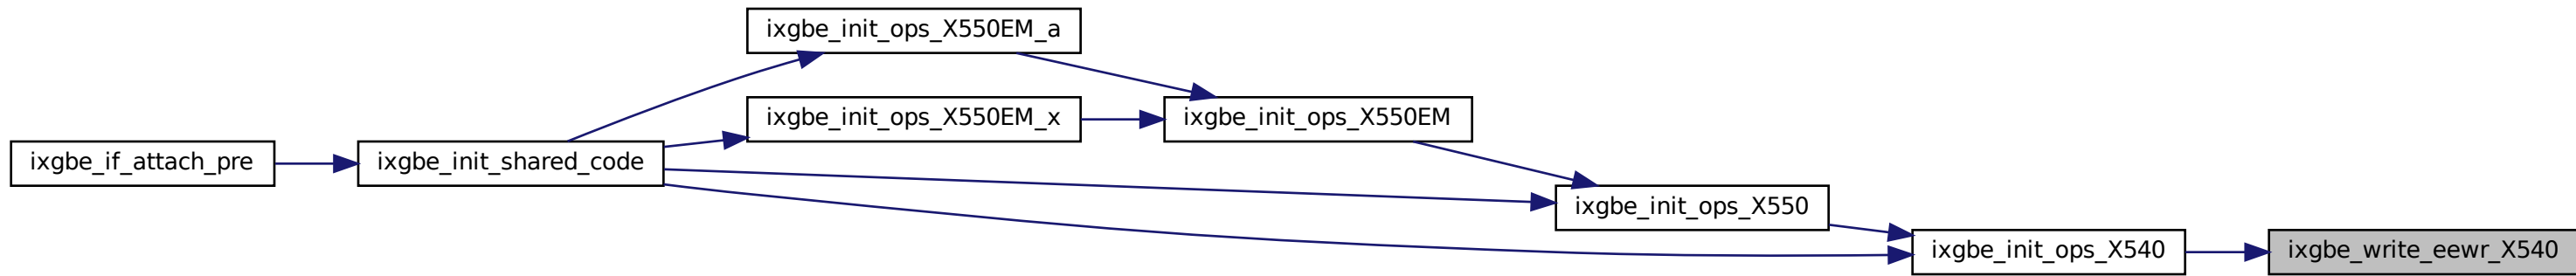 ixgbe_init_ops_X550EM_a
ixgbe_init_ops_X550EM_x
ixgbe_init_ops_X550EM
ixgbe_if_attach_pre
ixgbe_init_shared_code
ixgbe_init_ops_X550
ixgbe_init_ops_X540
ixgbe_write_eewr_X540